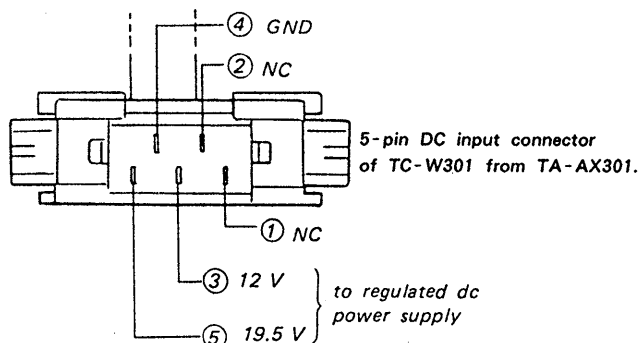 ④ GND
② NC
5-pin DC input connector
of TC-W301 from TA-AX301.
① NC
③ 12 V
to regulated dc
power supply
⑤ 19.5 V